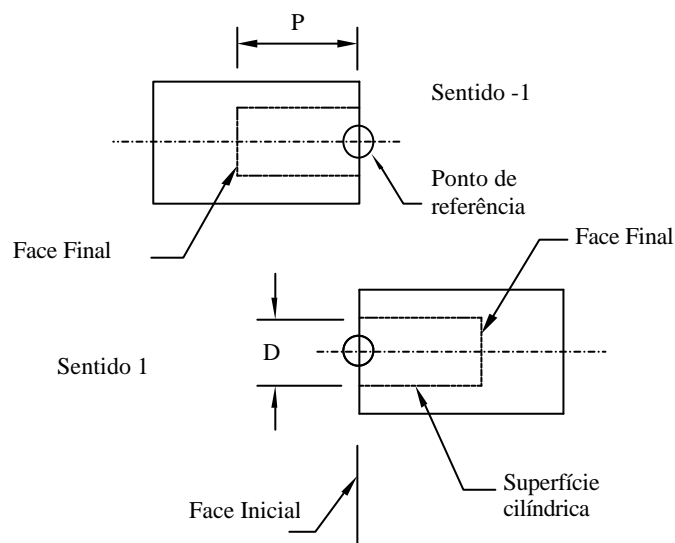 P
Sentido -1
Ponto de
referência
Face Final
Face Final
D
Sentido 1
Superfície
cilíndrica
Face Inicial